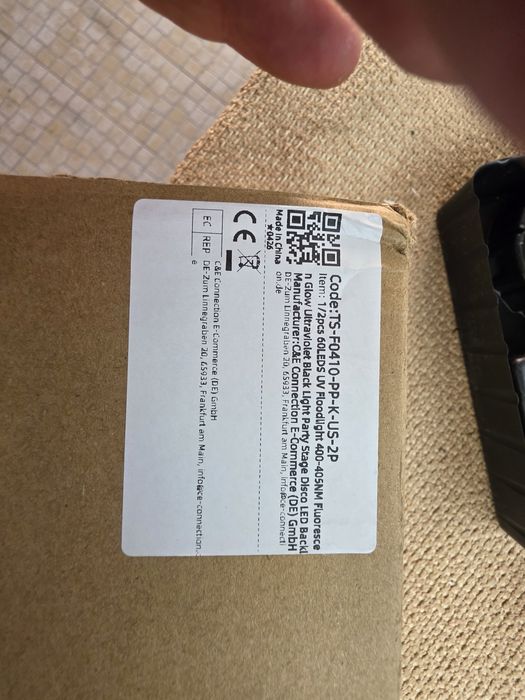 Code:TS-F0410-PP-K-US-2P
Item: 1/2pcs 60LEDS UV Floodlight 400-405NM Fluoresce
n Glow Ultraviolet Black Light Party Stage Disco LED Backl
Manufacturer:C&E Connection E-Commerce (DE) GmbH
DE-Zum Linnegraben 20, 65933, Frankfurt am Main, info@ce-connecti
on.de
Made in China
★0426
CE
C&E Connection E-Commerce (DE) GmbH
EC REP
DE-Zum Linnegraben 20, 65933, Frankfurt am Main, info@ce-connection.
e